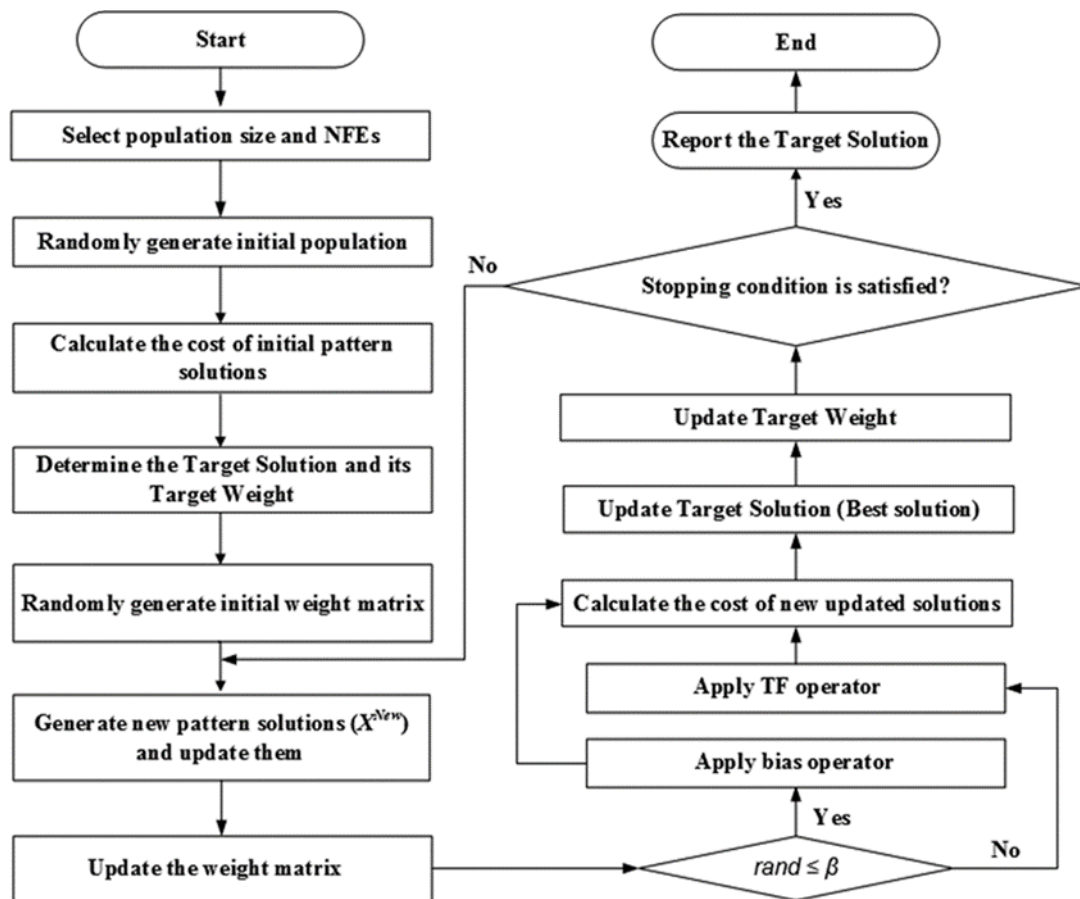 Start
Select population size and NFEs
Randomly generate initial population
Calculate the cost of initial pattern
solutions
Determine the Target Solution and its
Target Weight
Randomly generate initial weight matrix
Generate new pattern solutions (X^New)
and update them
Update the weight matrix
rand ≤ β
Yes
No
Apply bias operator
Apply TF operator
Calculate the cost of new updated solutions
Update Target Solution (Best solution)
Update Target Weight
Stopping condition is satisfied?
No
Yes
Report the Target Solution
End